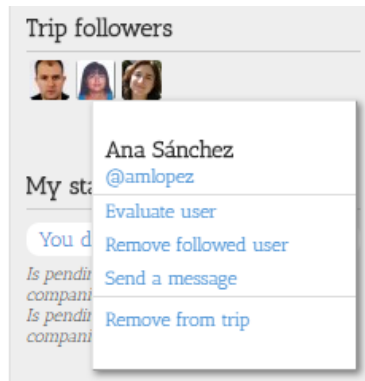 Trip followers
Ana Sánchez
@amlopez
My sta
Evaluate user
You d
Remove followed user
Is pendin
Send a message
compani
Is pendin
Remove from trip
compani